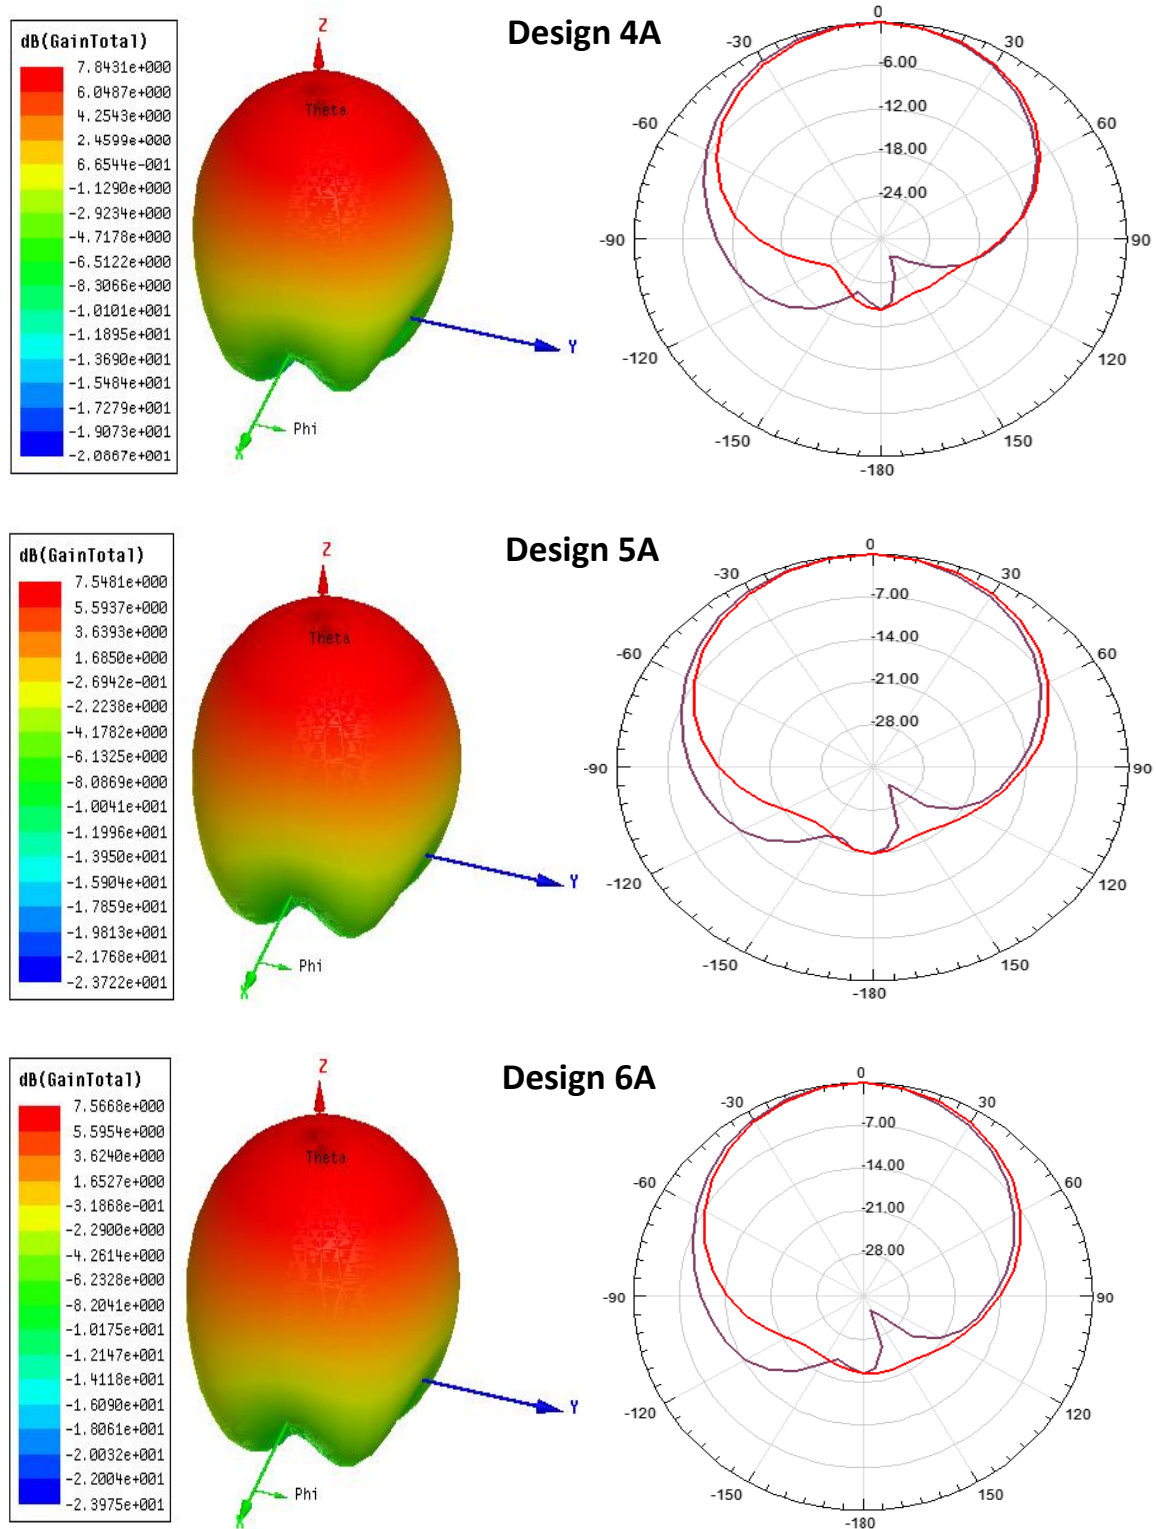 Design 4A
dB(GainTotal)
7.8431e+000
6.0487e+000
4.2543e+000
2.4599e+000
6.6544e-001
-1.1290e+000
-2.9234e+000
-4.7178e+000
-6.5122e+000
-8.3066e+000
-1.0101e+001
-1.1895e+001
-1.3690e+001
-1.5484e+001
-1.7279e+001
-1.9073e+001
-2.0867e+001
Z
Theta
Y
Phi
X
0
-30
30
-6.00
-12.00
-60
60
-18.00
-24.00
-90
90
-120
120
-150
150
-180
Design 5A
dB(GainTotal)
7.5481e+000
5.5937e+000
3.6393e+000
1.6850e+000
-2.6942e-001
-2.2238e+000
-4.1782e+000
-6.1325e+000
-8.0869e+000
-1.0041e+001
-1.1996e+001
-1.3950e+001
-1.5904e+001
-1.7859e+001
-1.9813e+001
-2.1768e+001
-2.3722e+001
Z
Theta
Y
Phi
X
0
-30
30
-7.00
-14.00
-60
60
-21.00
-28.00
-90
90
-120
120
-150
150
-180
Design 6A
dB(GainTotal)
7.5668e+000
5.5954e+000
3.6240e+000
1.6527e+000
-3.1868e-001
-2.2900e+000
-4.2614e+000
-6.2328e+000
-8.2041e+000
-1.0175e+001
-1.2147e+001
-1.4118e+001
-1.6090e+001
-1.8061e+001
-2.0032e+001
-2.2004e+001
-2.3975e+001
Z
Theta
Y
Phi
X
0
-30
30
-7.00
-14.00
-60
60
-21.00
-28.00
-90
90
-120
120
-150
150
-180